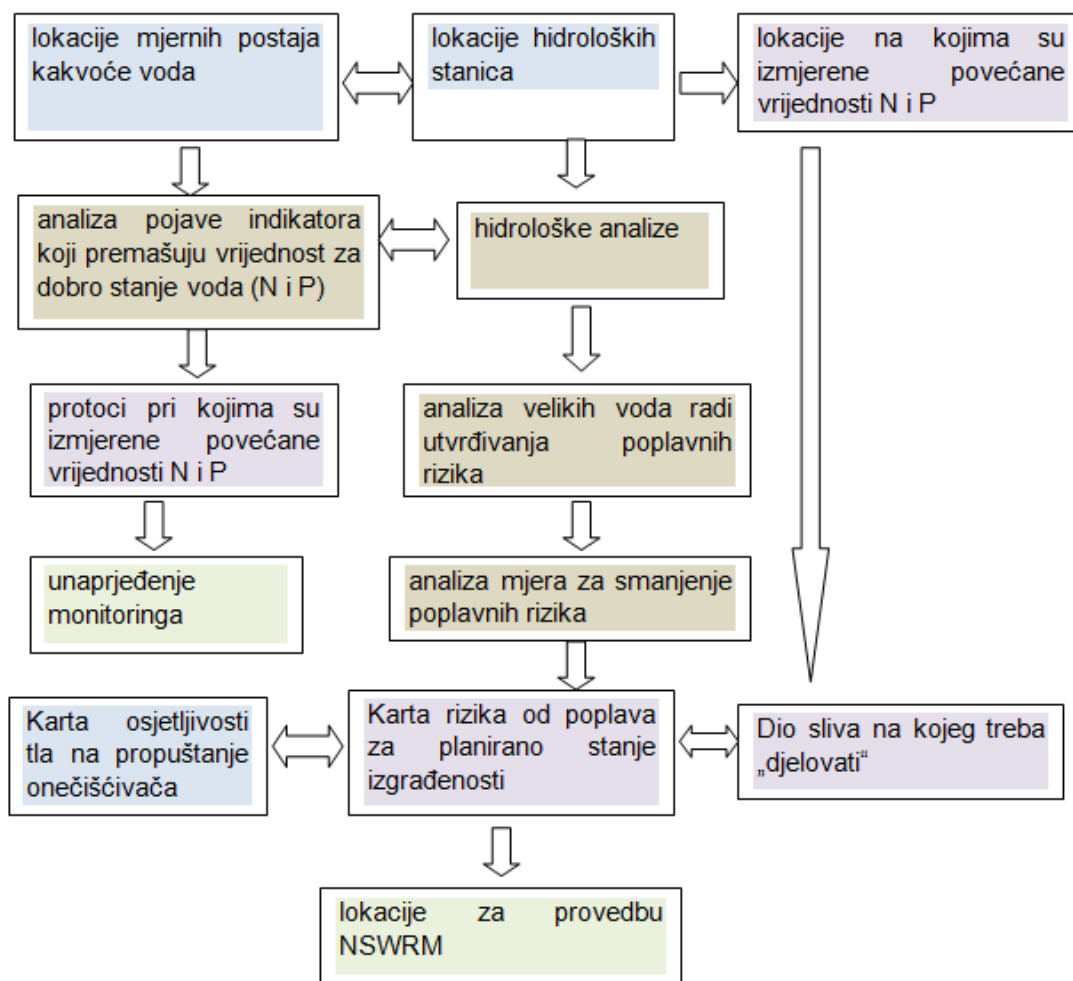 lokacije mjernih postaja
kakvoće voda
lokacije hidroloških
stanica
lokacije na kojima su
izmjerene povećane
vrijednosti N i P
analiza pojave indikatora
koji premašuju vrijednost za
dobro stanje voda (N i P)
hidrološke analize
protoci pri kojima su
izmjerene povećane
vrijednosti N i P
analiza velikih voda radi
utvrđivanja poplavnih
rizika
unaprjeđenje
monitoringa
analiza mjera za smanjenje
poplavnih rizika
Karta osjetljivosti
tla na propuštanje
onečišćivača
Karta rizika od poplava
za planirano stanje
izgrađenosti
Dio sliva na kojeg treba
„djelovati“
lokacije za provedbu
NSWRM